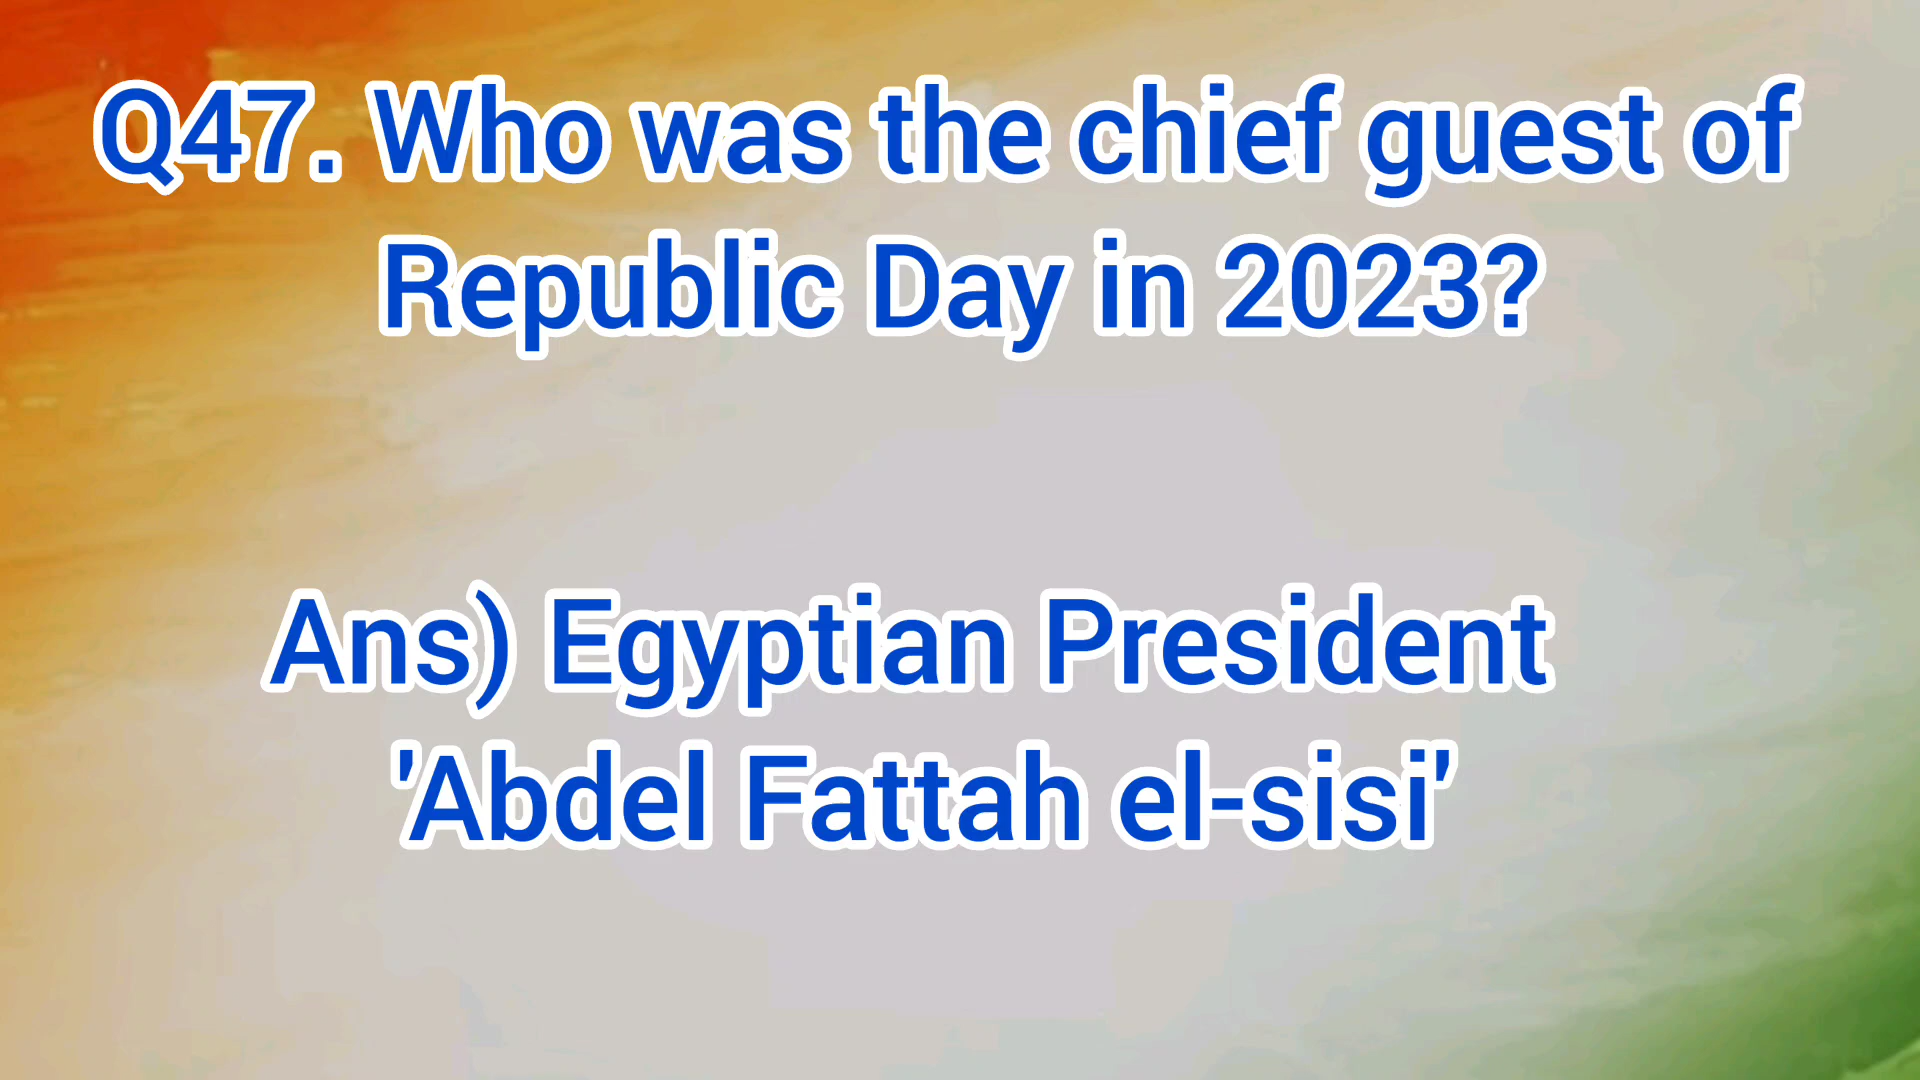 Q47. Who was the chief guest of
Republic Day in 2023?
Ans) Egyptian President
'Abdel Fattah el-sisi'